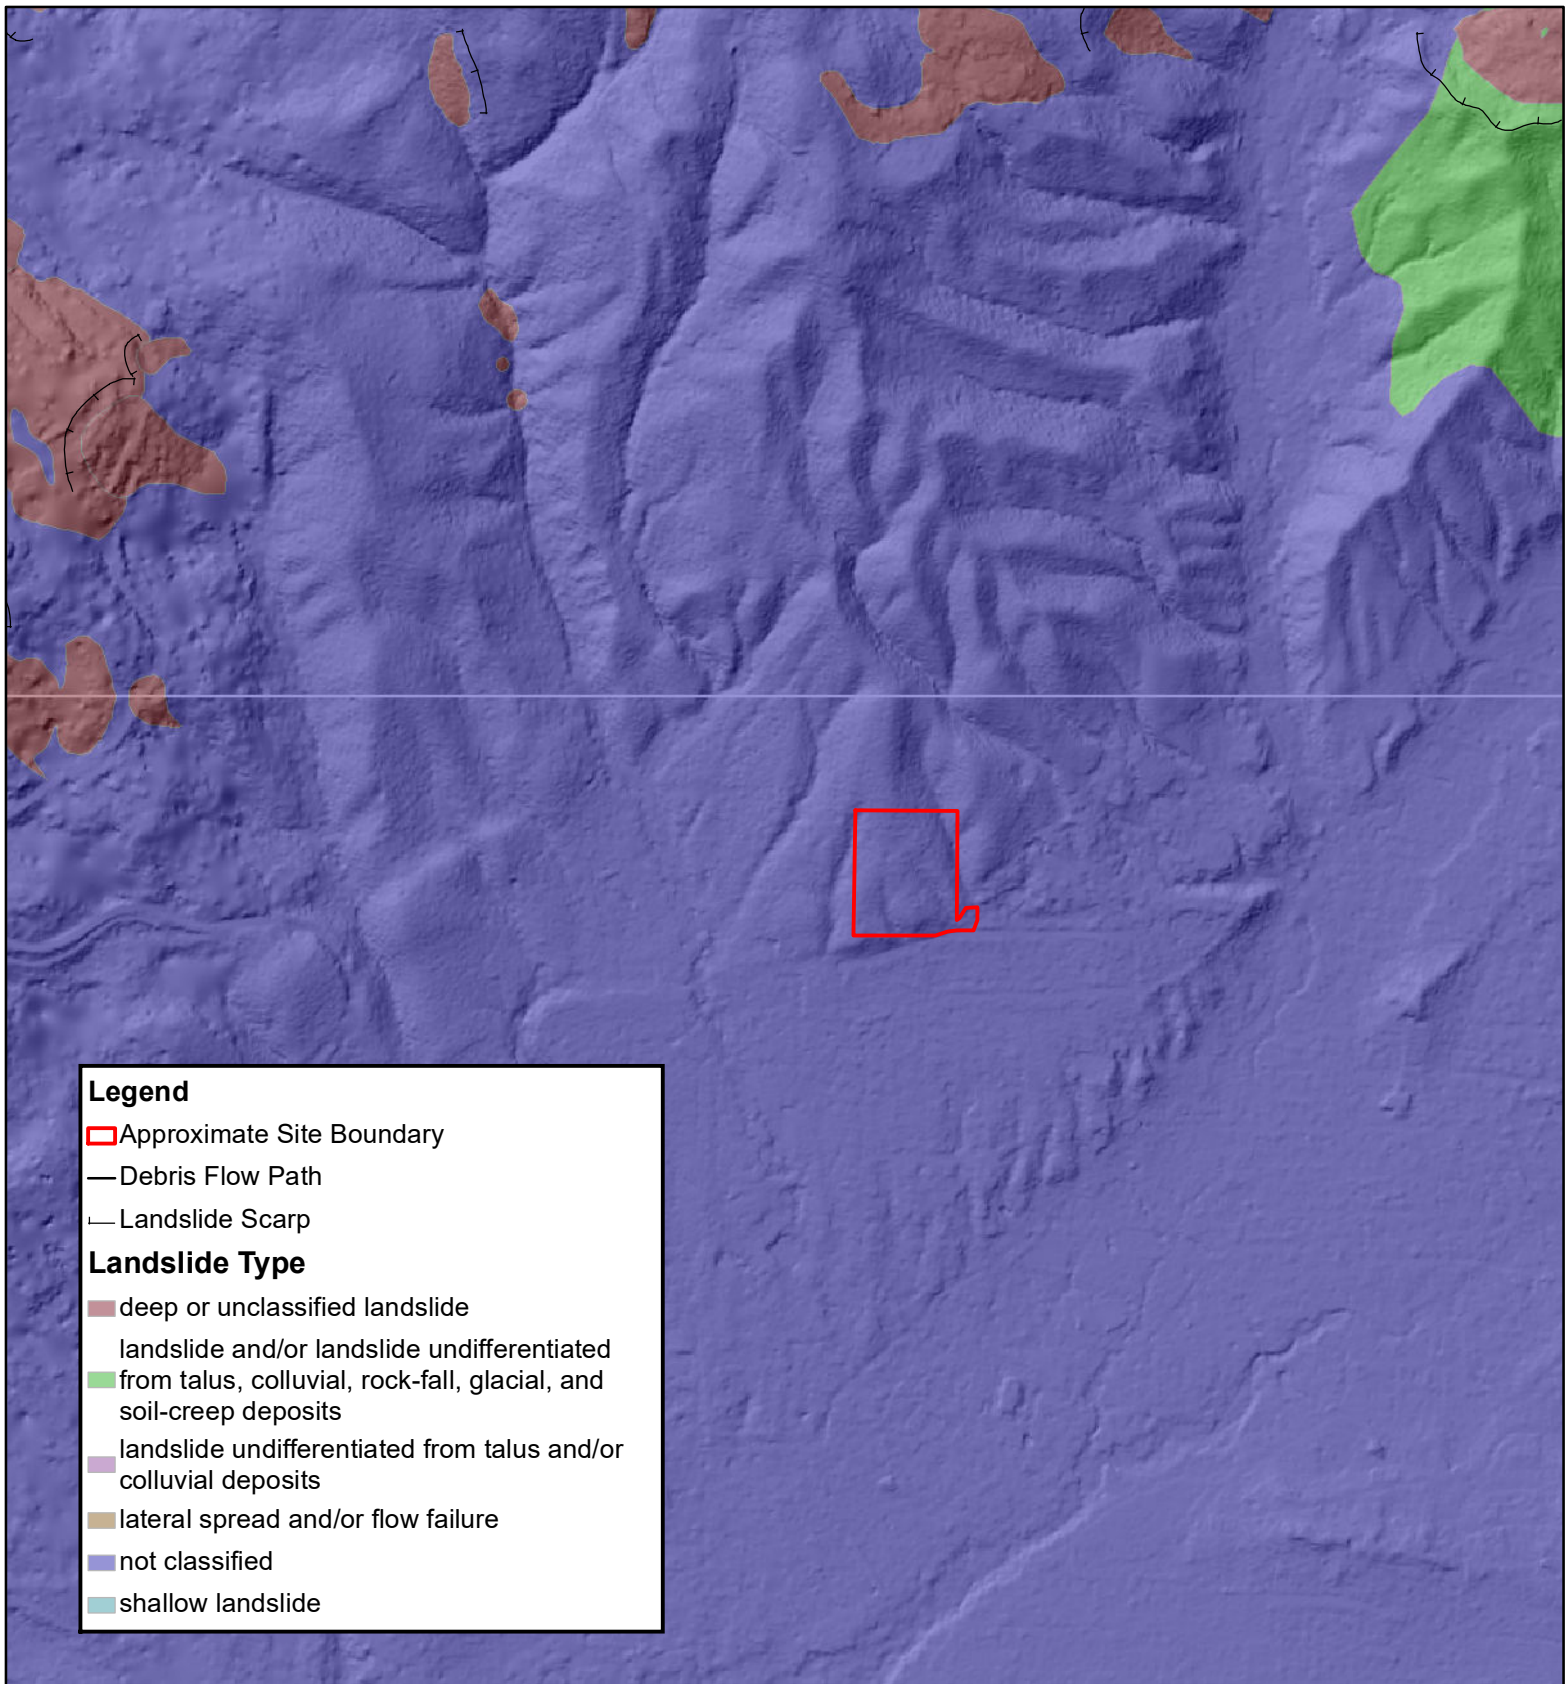 Legend
Approximate Site Boundary
Debris Flow Path
Landslide Scarp
Landslide Type
deep or unclassified landslide
landslide and/or landslide undifferentiated
from talus, colluvial, rock-fall, glacial, and
soil-creep deposits
landslide undifferentiated from talus and/or
colluvial deposits
lateral spread and/or flow failure
not classified
shallow landslide